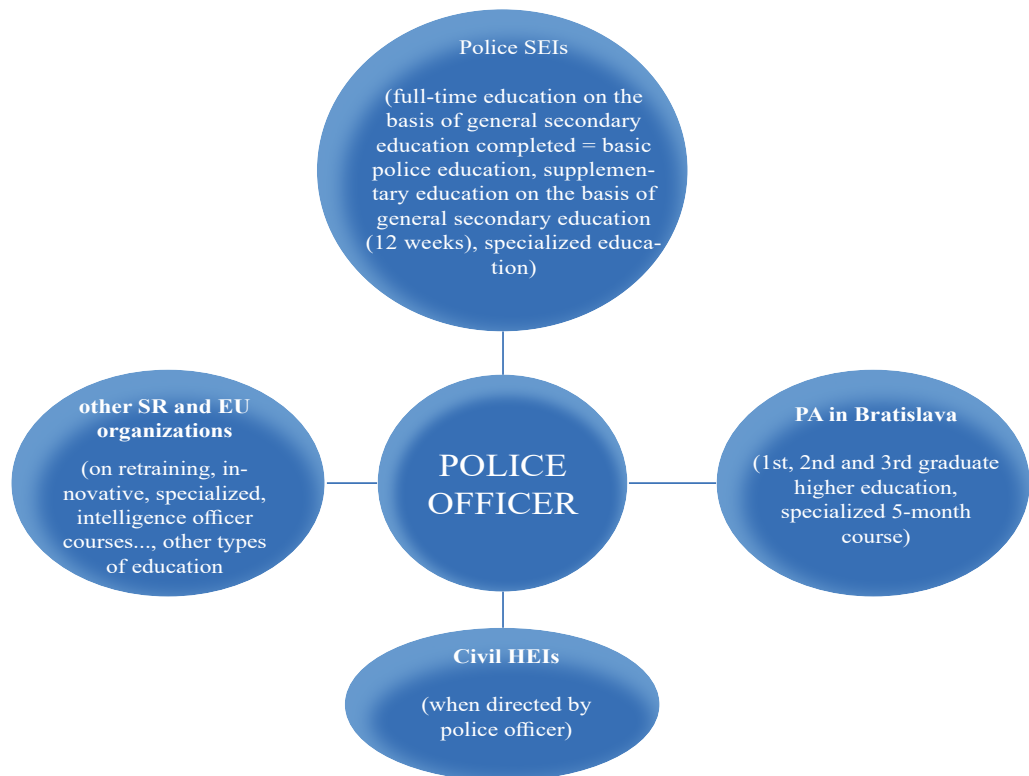 Police SEIs
(full-time education on the
basis of general secondary
education completed = basic
police education, supplemen-
tary education on the basis of
general secondary education
(12 weeks), specialized educa-
tion)
other SR and EU
organizations
(on retraining, in-
novative, specialized,
intelligence officer
courses..., other types
of education
POLICE
OFFICER
PA in Bratislava
(1st, 2nd and 3rd graduate
higher education,
specialized 5-month
course)
Civil HEIs
(when directed by
police officer)